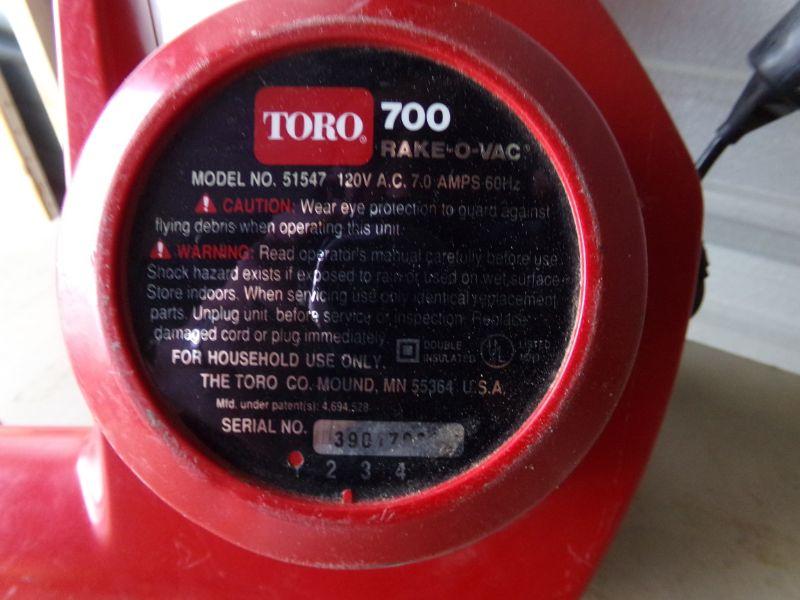 TORO® 700
RAKE-O-VAC®
MODEL NO. 51547 120V A.C. 7.0 AMPS 60Hz
CAUTION: Wear eye protection to guard against
flying debris when operating this unit.
WARNING: Read operator's manual carefully before use.
Shock hazard exists if exposed to rain or used on wet surface
Store indoors. When servicing use only identical replacement
parts. Unplug unit before service or inspection. Replace
damaged cord or plug immediately.
FOR HOUSEHOLD USE ONLY. DOUBLE INSULATED UL LISTED
THE TORO CO. MOUND, MN 55364 U.S.A.
Mfd. under patent(s): 4,694,528
SERIAL NO.
2 3 4